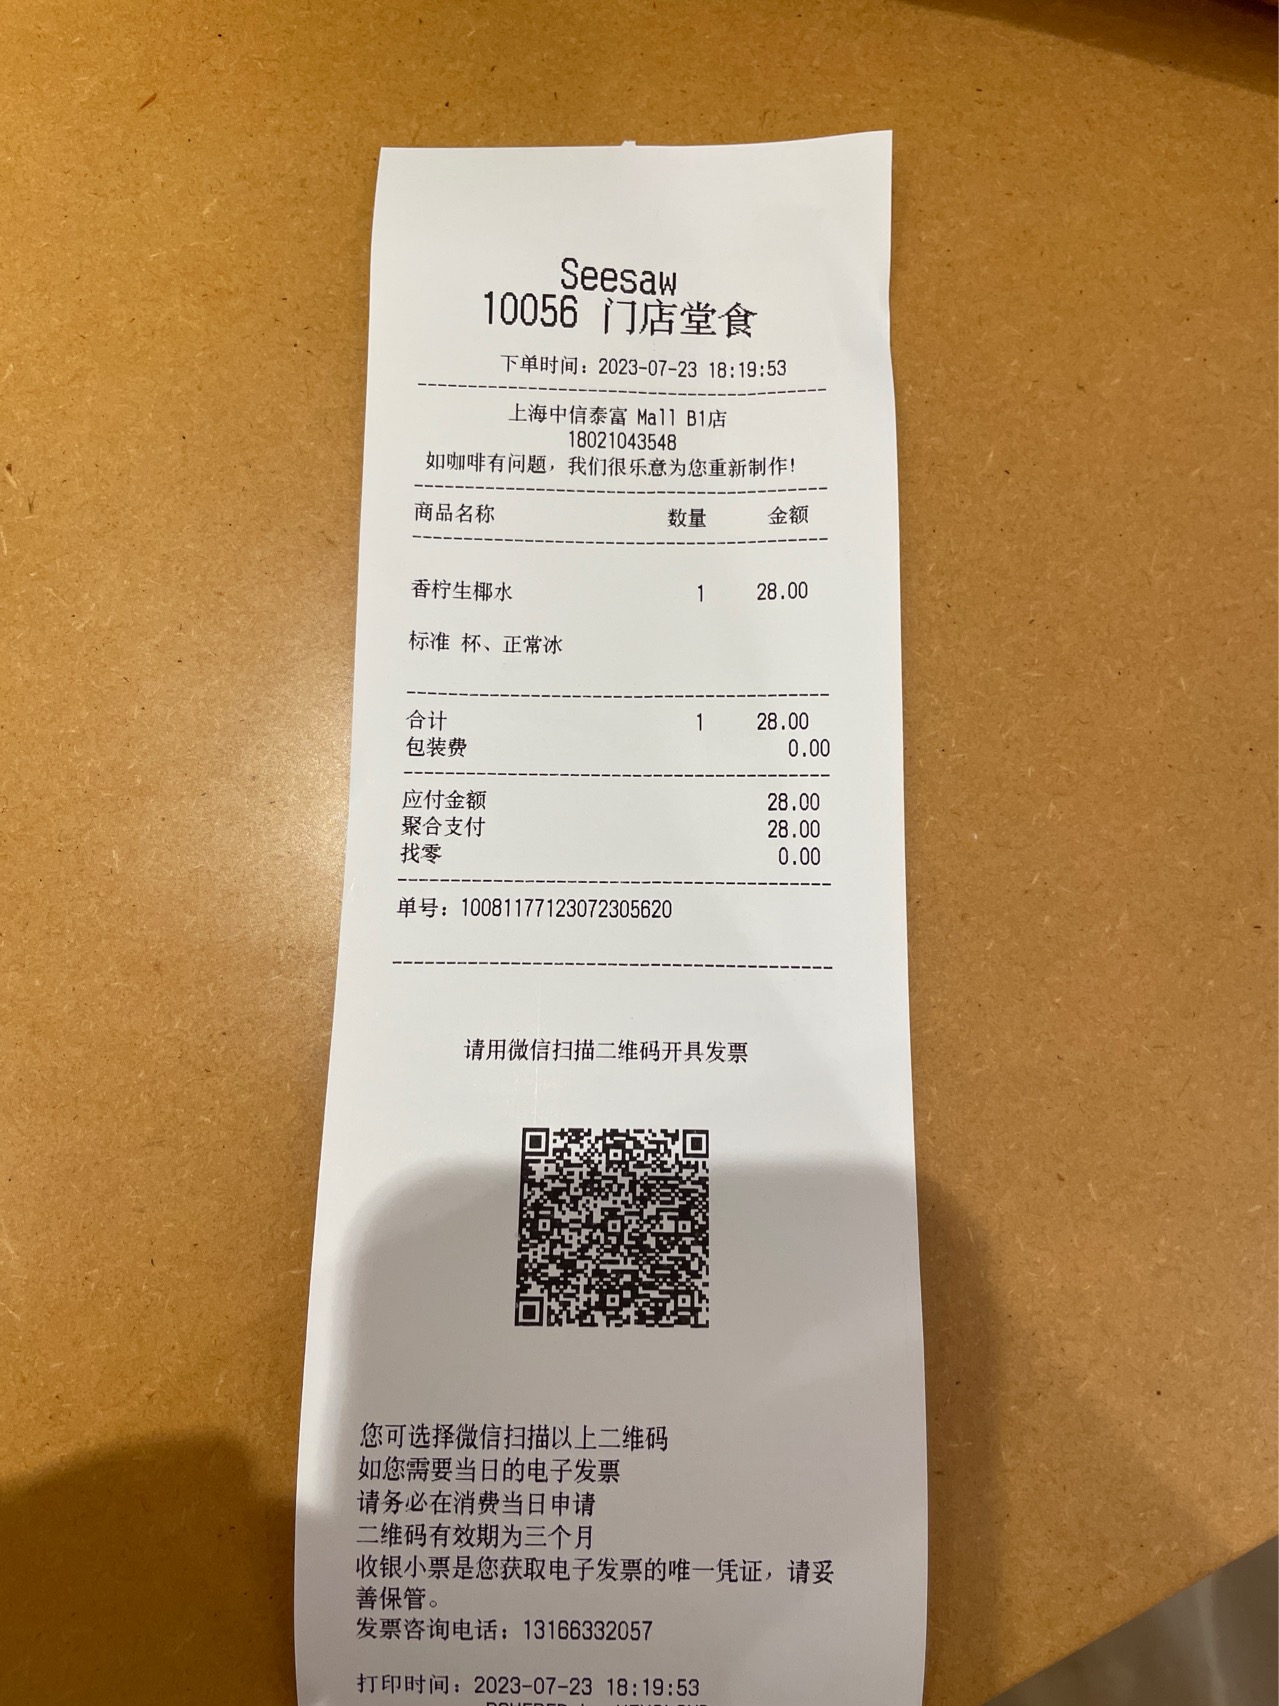 Seesaw
10056 门店堂食
下单时间: 2023-07-23 18:19:53
上海中信泰富 Mall B1店
18021043548
如咖啡有问题, 我们很乐意为您重新制作!
商品名称 数量 金额
香柠生椰水 1 28.00
标准 杯、正常冰
合计 1 28.00
包装费 0.00
应付金额 28.00
聚合支付 28.00
找零 0.00
单号: 10081177123072305620
请用微信扫描二维码开具发票
您可选择微信扫描以上二维码
如您需要当日的电子发票
请务必在消费当日申请
二维码有效期为三个月
收银小票是您获取电子发票的唯一凭证, 请妥
善保管。
发票咨询电话: 13166332057
打印时间: 2023-07-23 18:19:53